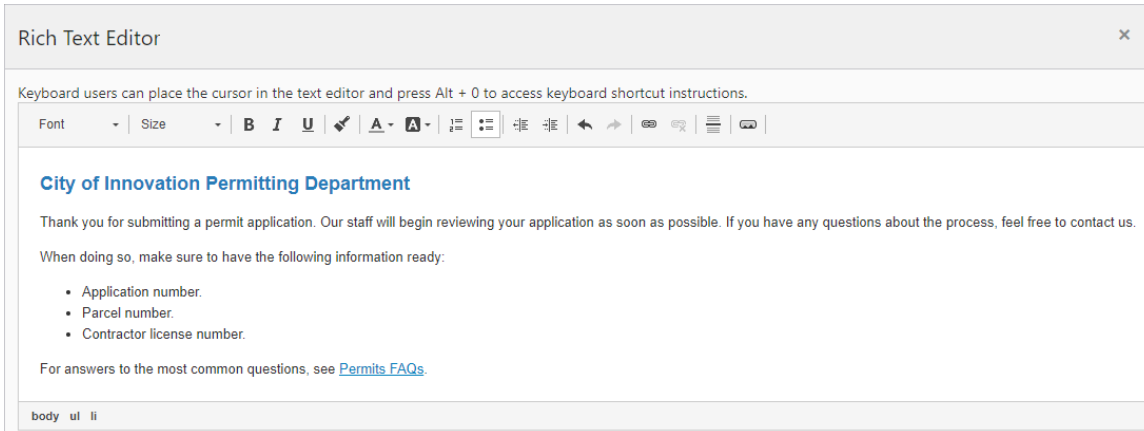 Rich Text Editor
Keyboard users can place the cursor in the text editor and press Alt + 0 to access keyboard shortcut instructions.
Font Size B I U A A
City of Innovation Permitting Department
Thank you for submitting a permit application. Our staff will begin reviewing your application as soon as possible. If you have any questions about the process, feel free to contact us.
When doing so, make sure to have the following information ready:
• Application number.
• Parcel number.
• Contractor license number.
For answers to the most common questions, see Permits FAQs.
body ul li